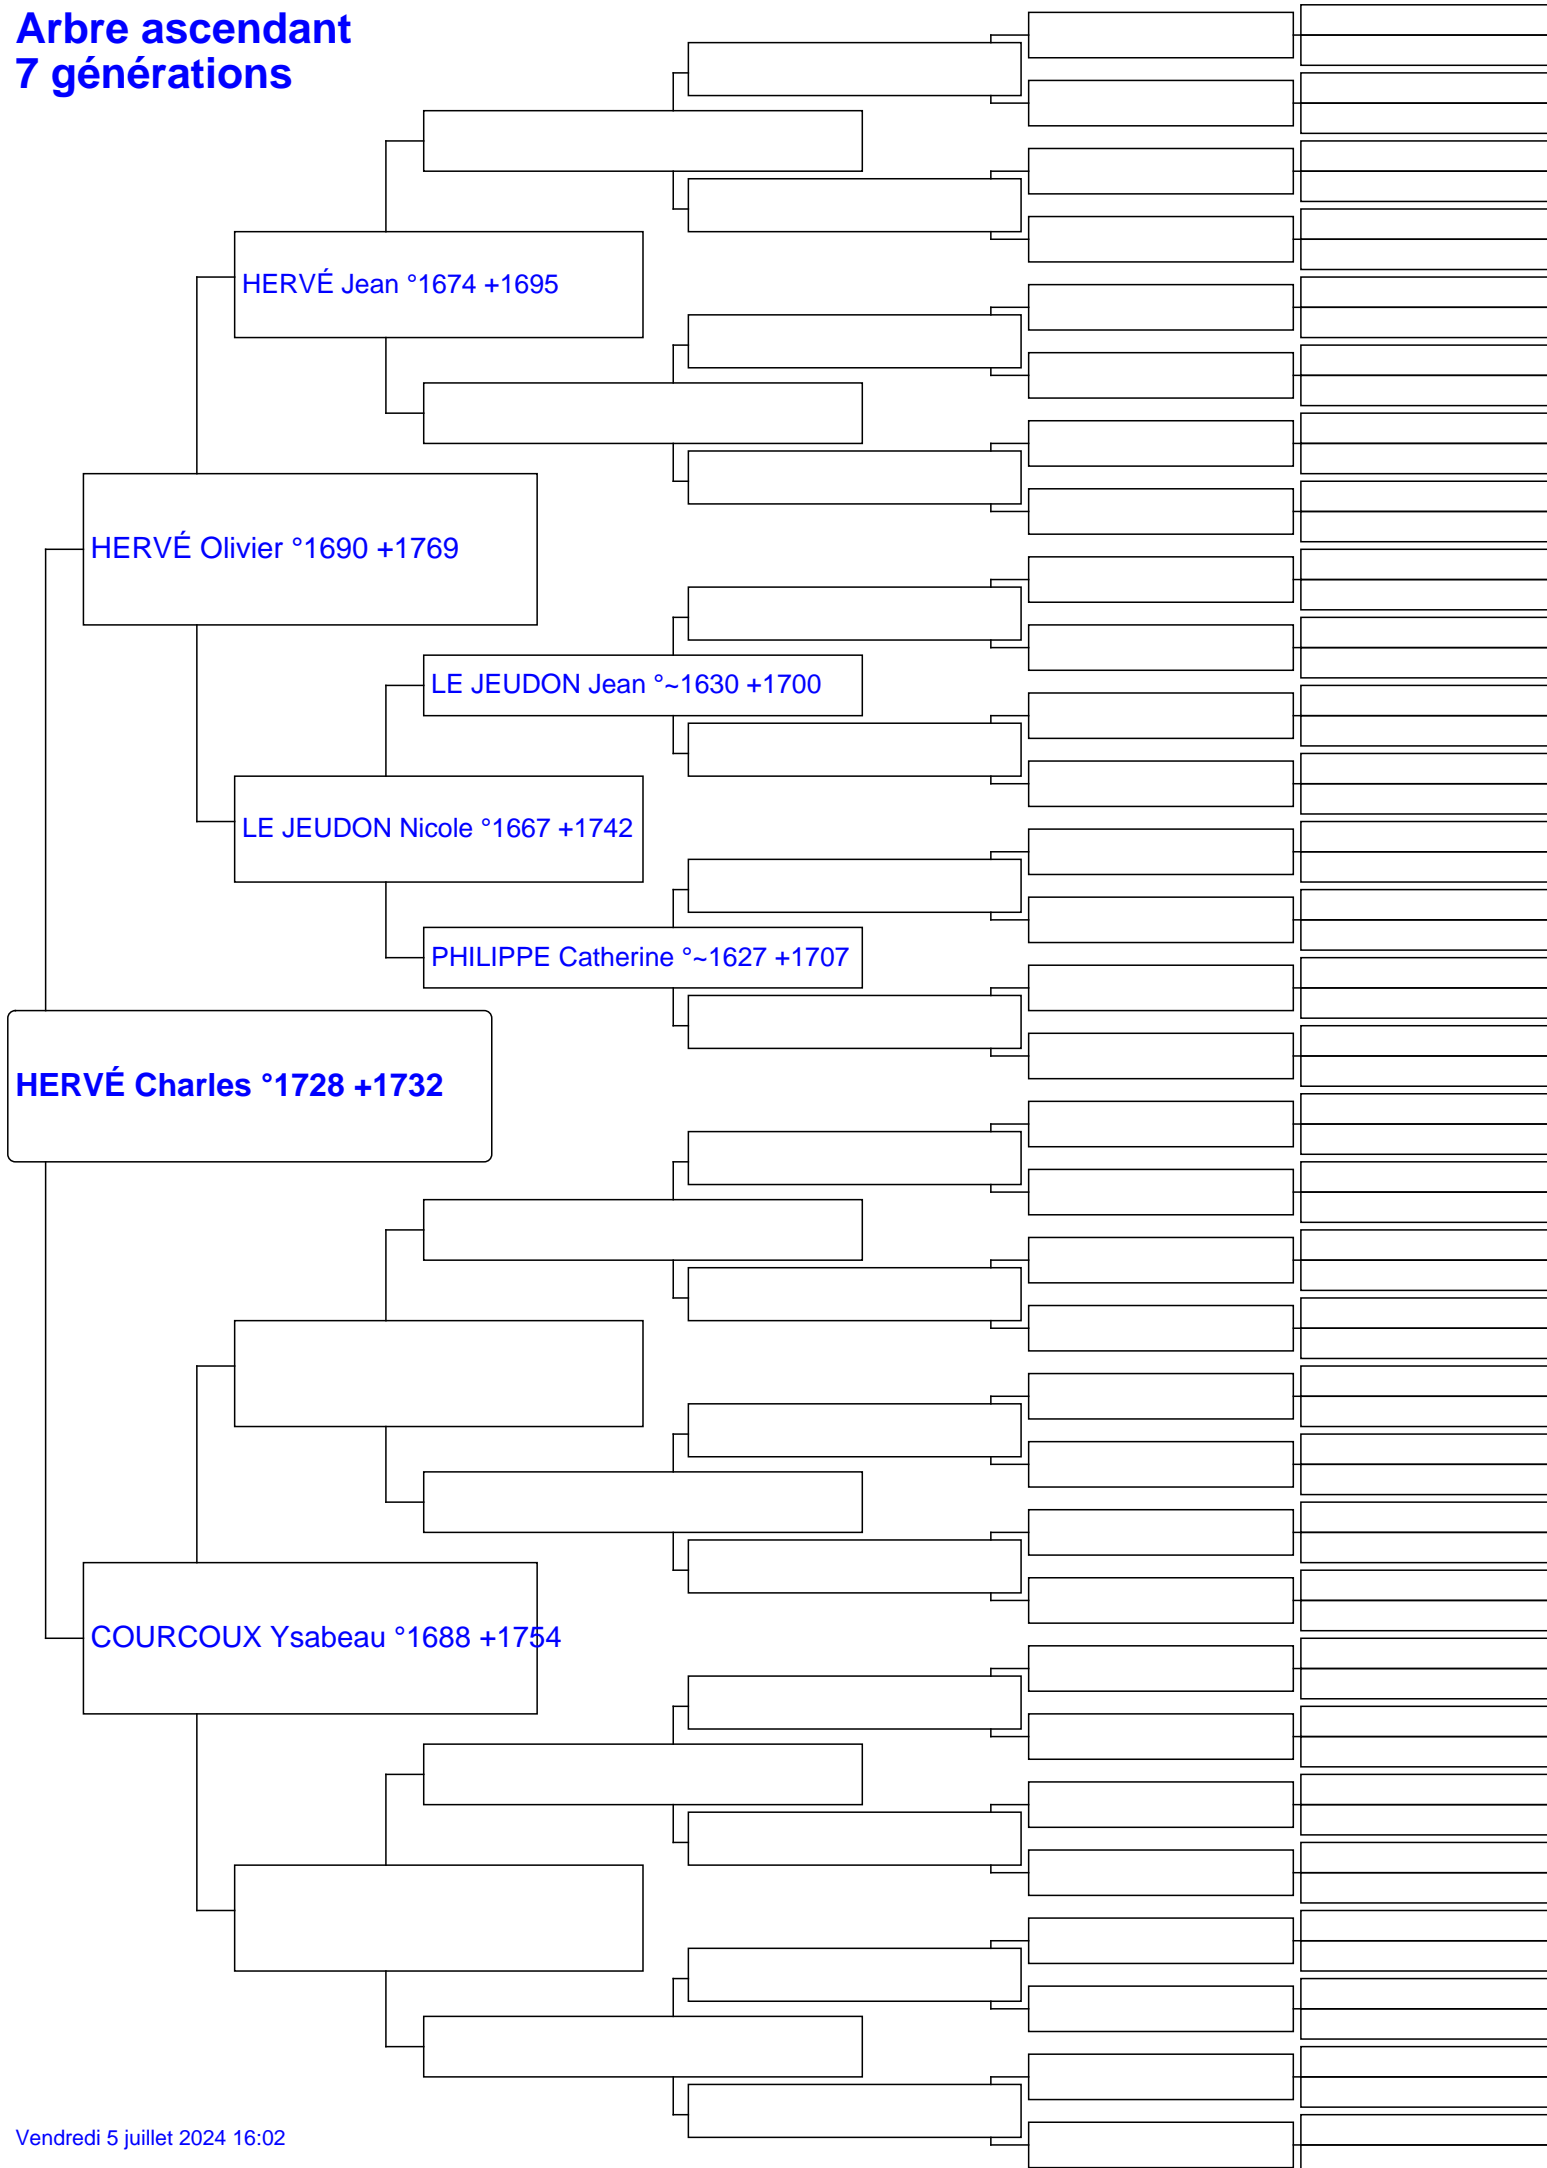 Arbre ascendant
7 générations
HERVÉ Jean °1674 +1695
HERVÉ Olivier °1690 +1769
LE JEUDON Jean °~1630 +1700
LE JEUDON Nicole °1667 +1742
PHILIPPE Catherine °~1627 +1707
HERVÉ Charles °1728 +1732
COURCOUX Ysabeau °1688 +1754
Vendredi 5 juillet 2024 16:02